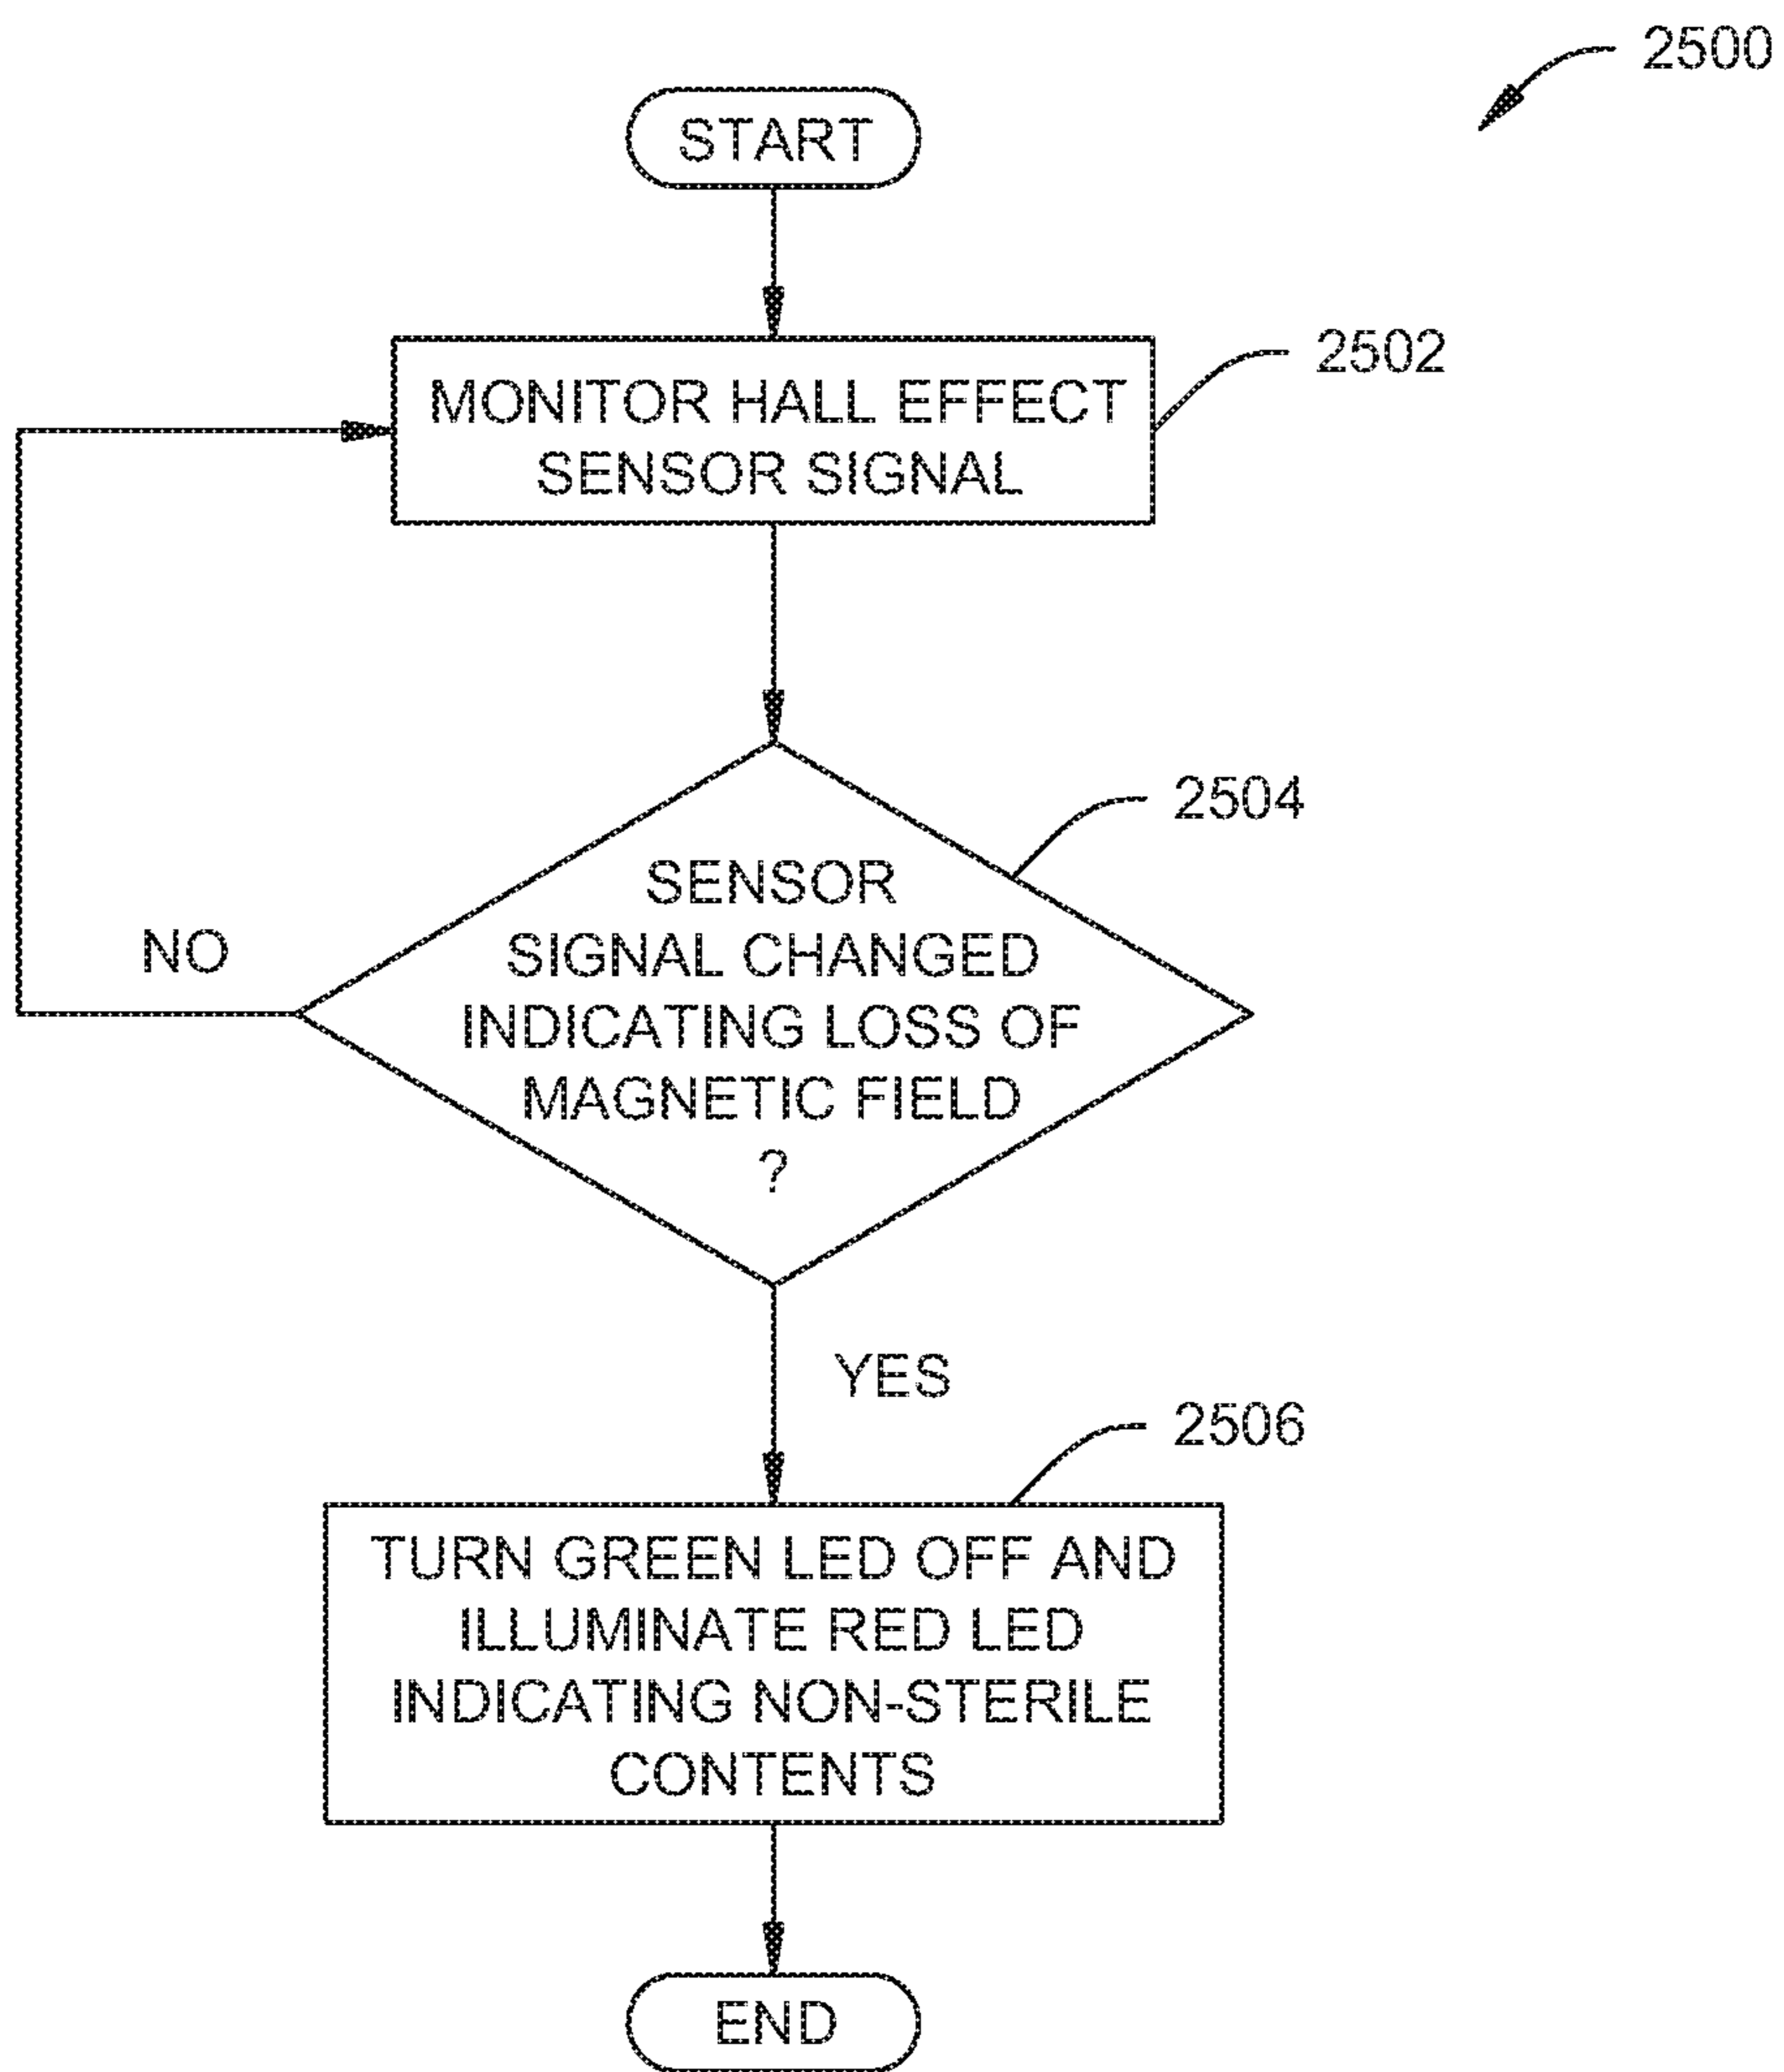 2500
START
2502
MONITOR HALL EFFECT
SENSOR SIGNAL
2504
SENSOR
SIGNAL CHANGED
INDICATING LOSS OF
MAGNETIC FIELD
?
NO
YES
2506
TURN GREEN LED OFF AND
ILLUMINATE RED LED
INDICATING NON-STERILE
CONTENTS
END